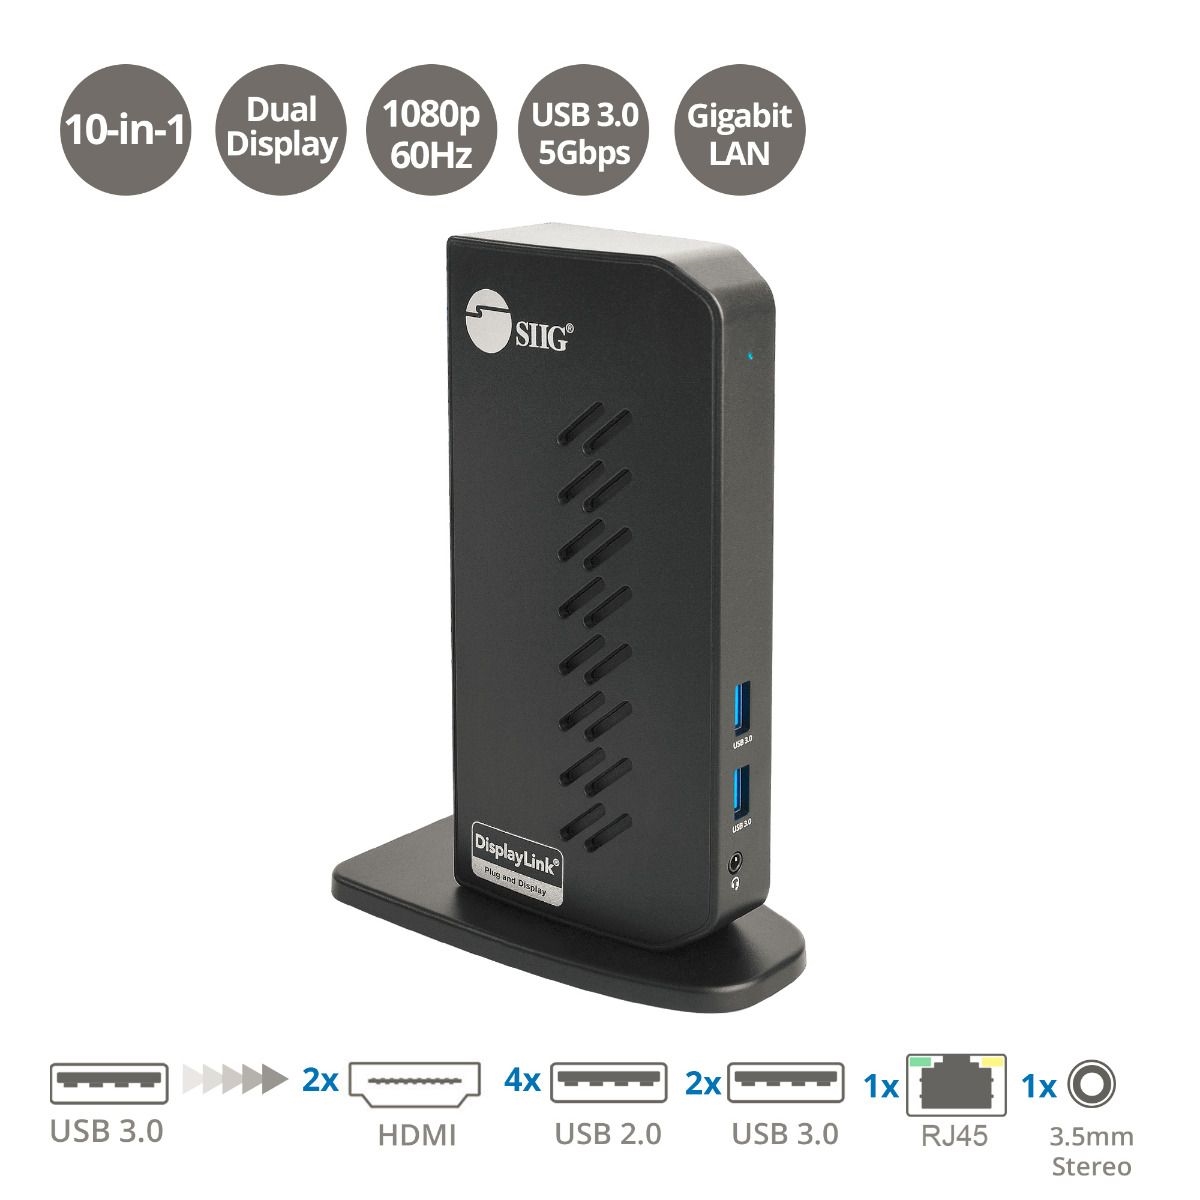 10-in-1
Dual
Display
1080p
60Hz
USB 3.0
5Gbps
Gigabit
LAN
SIIG®
USB 3.0
USB 3.0
DisplayLink®
Plug and Display
2x
4x
2x
1x
1x
USB 3.0
HDMI
USB 2.0
USB 3.0
RJ45
3.5mm
Stereo